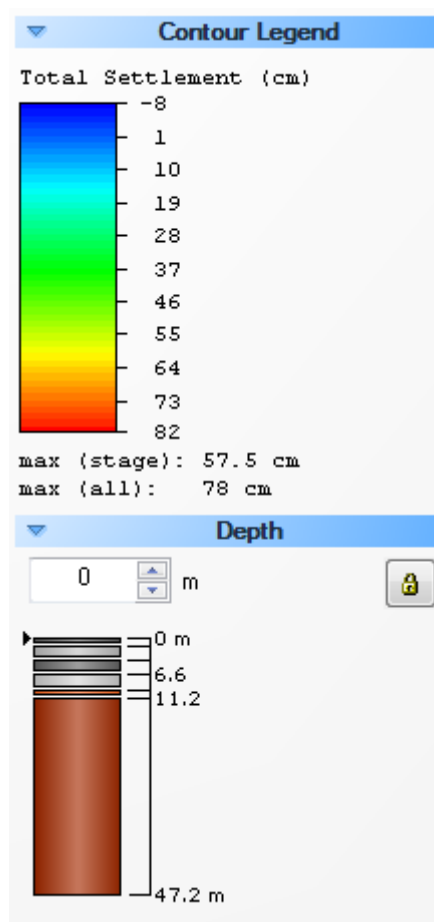 Contour Legend
Total Settlement (cm)
-8
1
10
19
28
37
46
55
64
73
82
max (stage): 57.5 cm
max (all): 78 cm
Depth
0 m
0 m
6.6
11.2
47.2 m